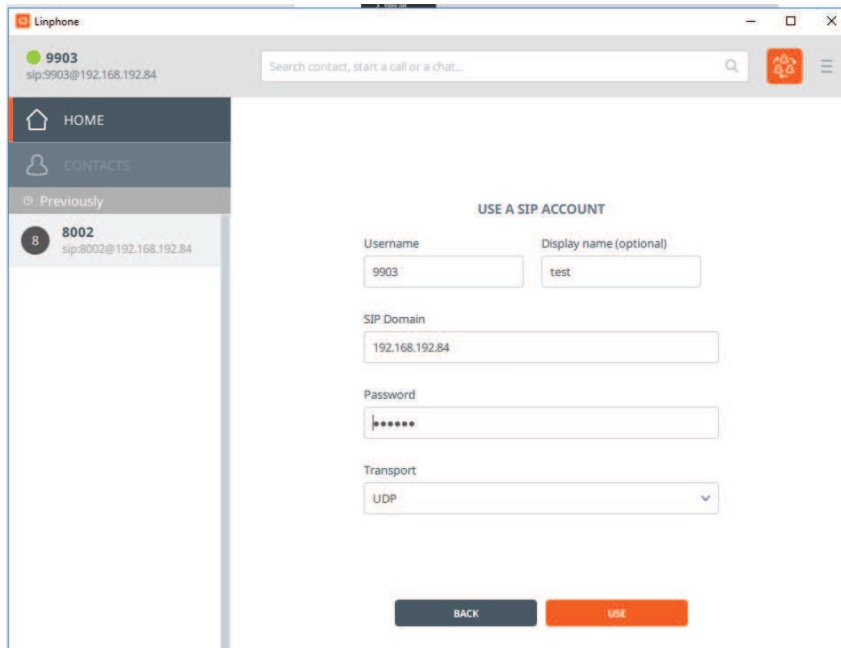 Linphone
9903
sip:9903@192.168.192.84
Search contact, start a call or a chat...
HOME
CONTACTS
Previously
8
8002
sip:8002@192.168.192.84
USE A SIP ACCOUNT
Username
Display name (optional)
9903
test
SIP Domain
192.168.192.84
Password
••••••
Transport
UDP
BACK
USE